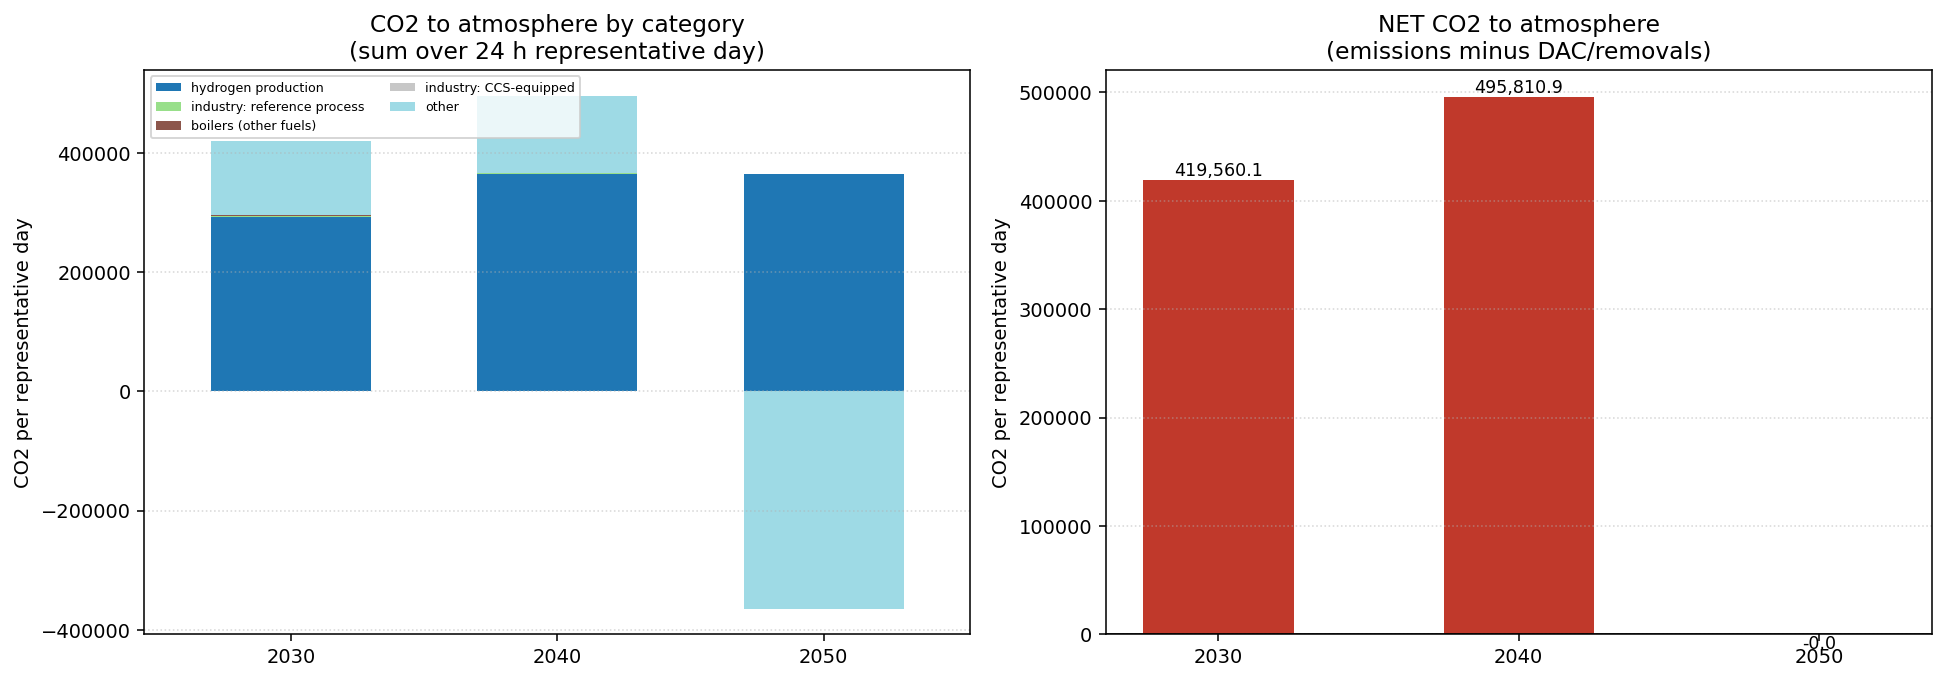 CO2 to atmosphere by category
(sum over 24 h representative day)
hydrogen production
industry: reference process
boilers (other fuels)
industry: CCS-equipped
other
CO2 per representative day
400000
200000
0
−200000
−400000
2030
2040
2050
NET CO2 to atmosphere
(emissions minus DAC/removals)
CO2 per representative day
500000
400000
300000
200000
100000
0
419,560.1
495,810.9
-0.0
2030
2040
2050